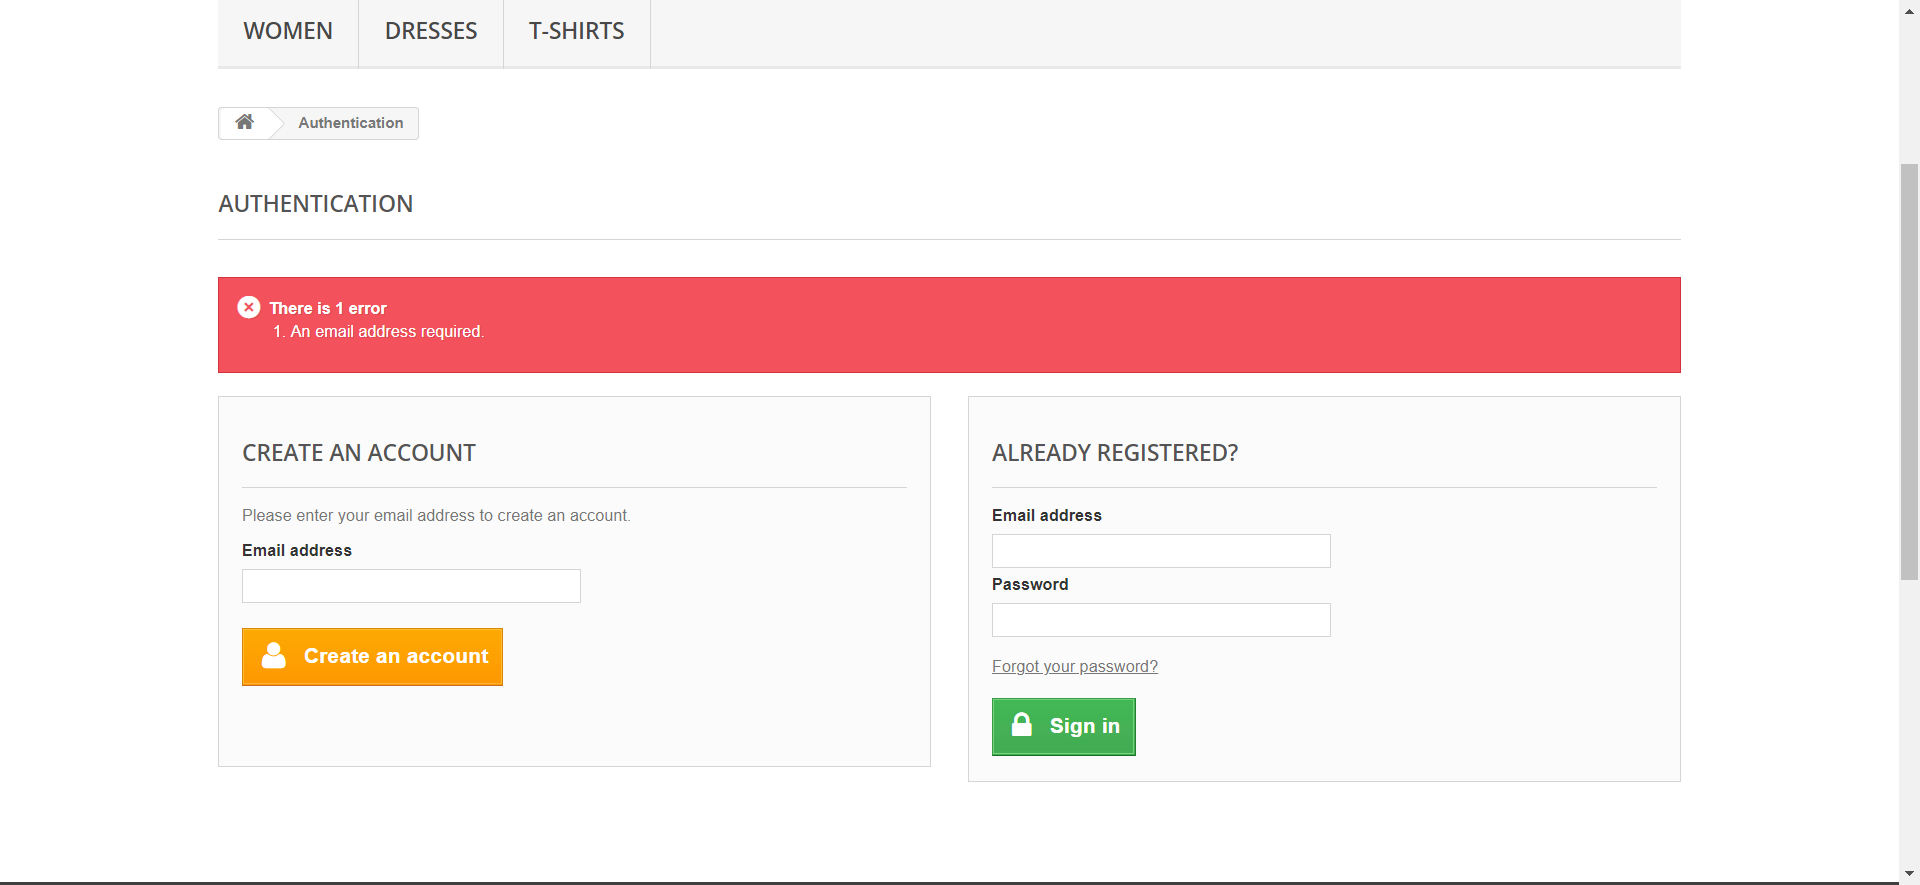 WOMEN DRESSES T-SHIRTS
Authentication
AUTHENTICATION
There is 1 error
1. An email address required.
CREATE AN ACCOUNT
Please enter your email address to create an account.
Email address
Create an account
ALREADY REGISTERED?
Email address
Password
Forgot your password?
Sign in